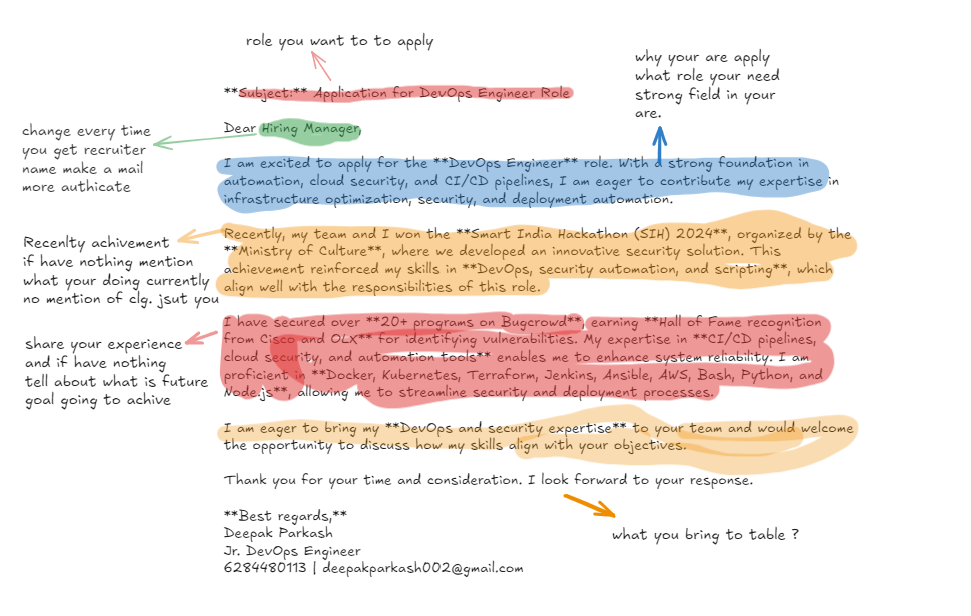 role you want to to apply
why your are apply
what role your need
strong field in your
are.
**Subject:** Application for DevOps Engineer Role
Dear Hiring Manager,
change every time
you get recruiter
name make a mail
more authicate
I am excited to apply for the **DevOps Engineer** role. With a strong foundation in
automation, cloud security, and CI/CD pipelines, I am eager to contribute my expertise in
infrastructure optimization, security, and deployment automation.
Recenlty achivement
if have nothing mention
what your doing currently
no mention of clg. jsut you
Recently, my team and I won the **Smart India Hackathon (SIH) 2024**, organized by the
**Ministry of Culture**, where we developed an innovative security solution. This
achievement reinforced my skills in **DevOps, security automation, and scripting**, which
align well with the responsibilities of this role.
share your experience
and if have nothing
tell about what is future
goal going to achive
I have secured over **20+ programs on Bugcrowd**, earning **Hall of Fame recognition
from Cisco and OLX** for identifying vulnerabilities. My expertise in **CI/CD pipelines,
cloud security, and automation tools** enables me to enhance system reliability. I am
proficient in **Docker, Kubernetes, Terraform, Jenkins, Ansible, AWS, Bash, Python, and
Node.js**, allowing me to streamline security and deployment processes.
I am eager to bring my **DevOps and security expertise** to your team and would welcome
the opportunity to discuss how my skills align with your objectives.
Thank you for your time and consideration. I look forward to your response.
what you bring to table ?
**Best regards,**
Deepak Parkash
Jr. DevOps Engineer
6284480113 | deepakparkash002@gmail.com